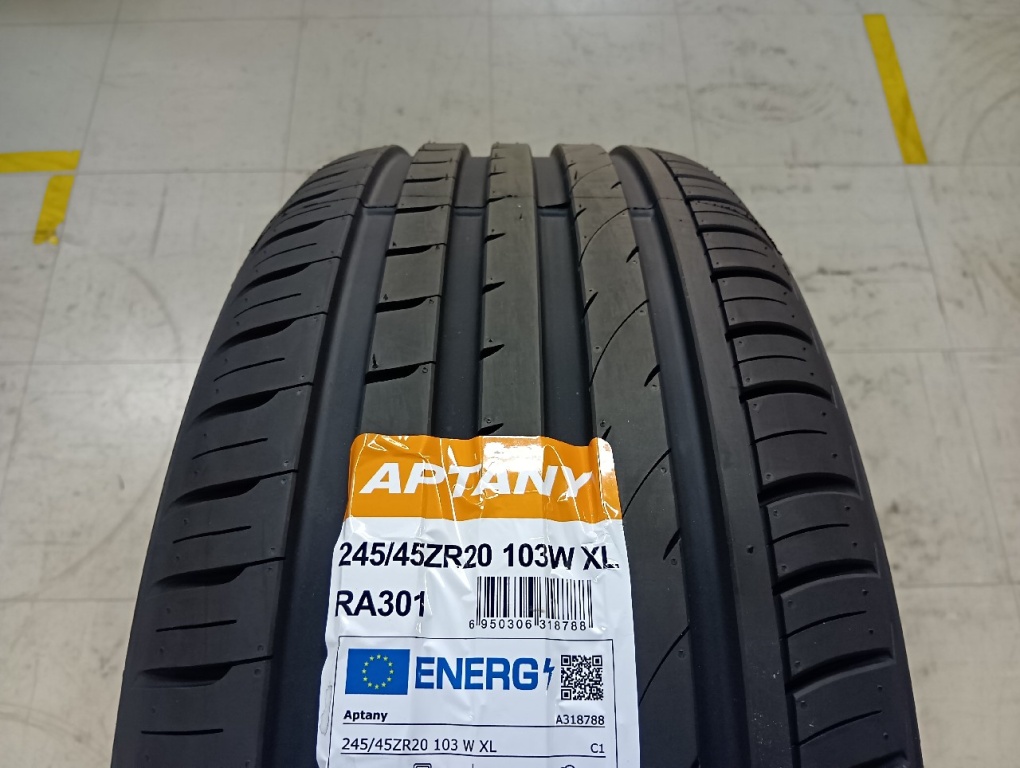 APTANY
245/45ZR20 103W XL
RA301
6 950306 318788
ENERG
Aptany A318788
245/45ZR20 103 W XL C1